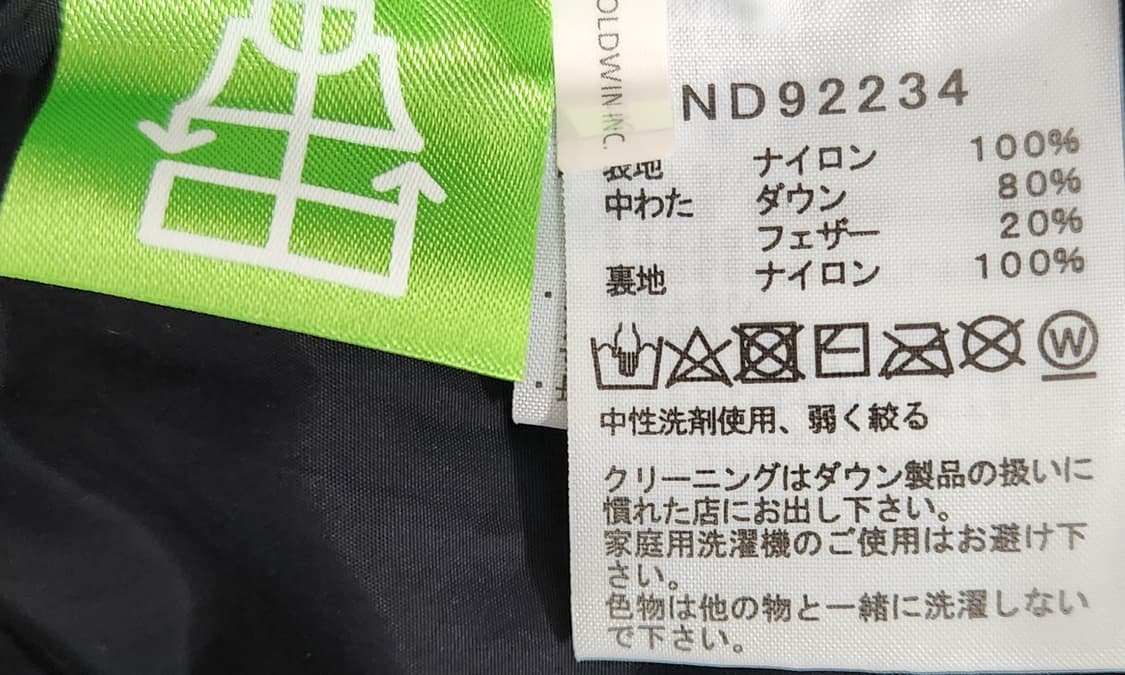 OLDWIN INC.
ND92234
表地 ナイロン 100%
中わた ダウン 80%
フェザー 20%
裏地 ナイロン 100%
W
中性洗剤使用、弱く絞る
クリーニングはダウン製品の扱いに
慣れた店にお出し下さい。
家庭用洗濯機のご使用はお避け下
さい。
色物は他の物と一緒に洗濯しない
で下さい。